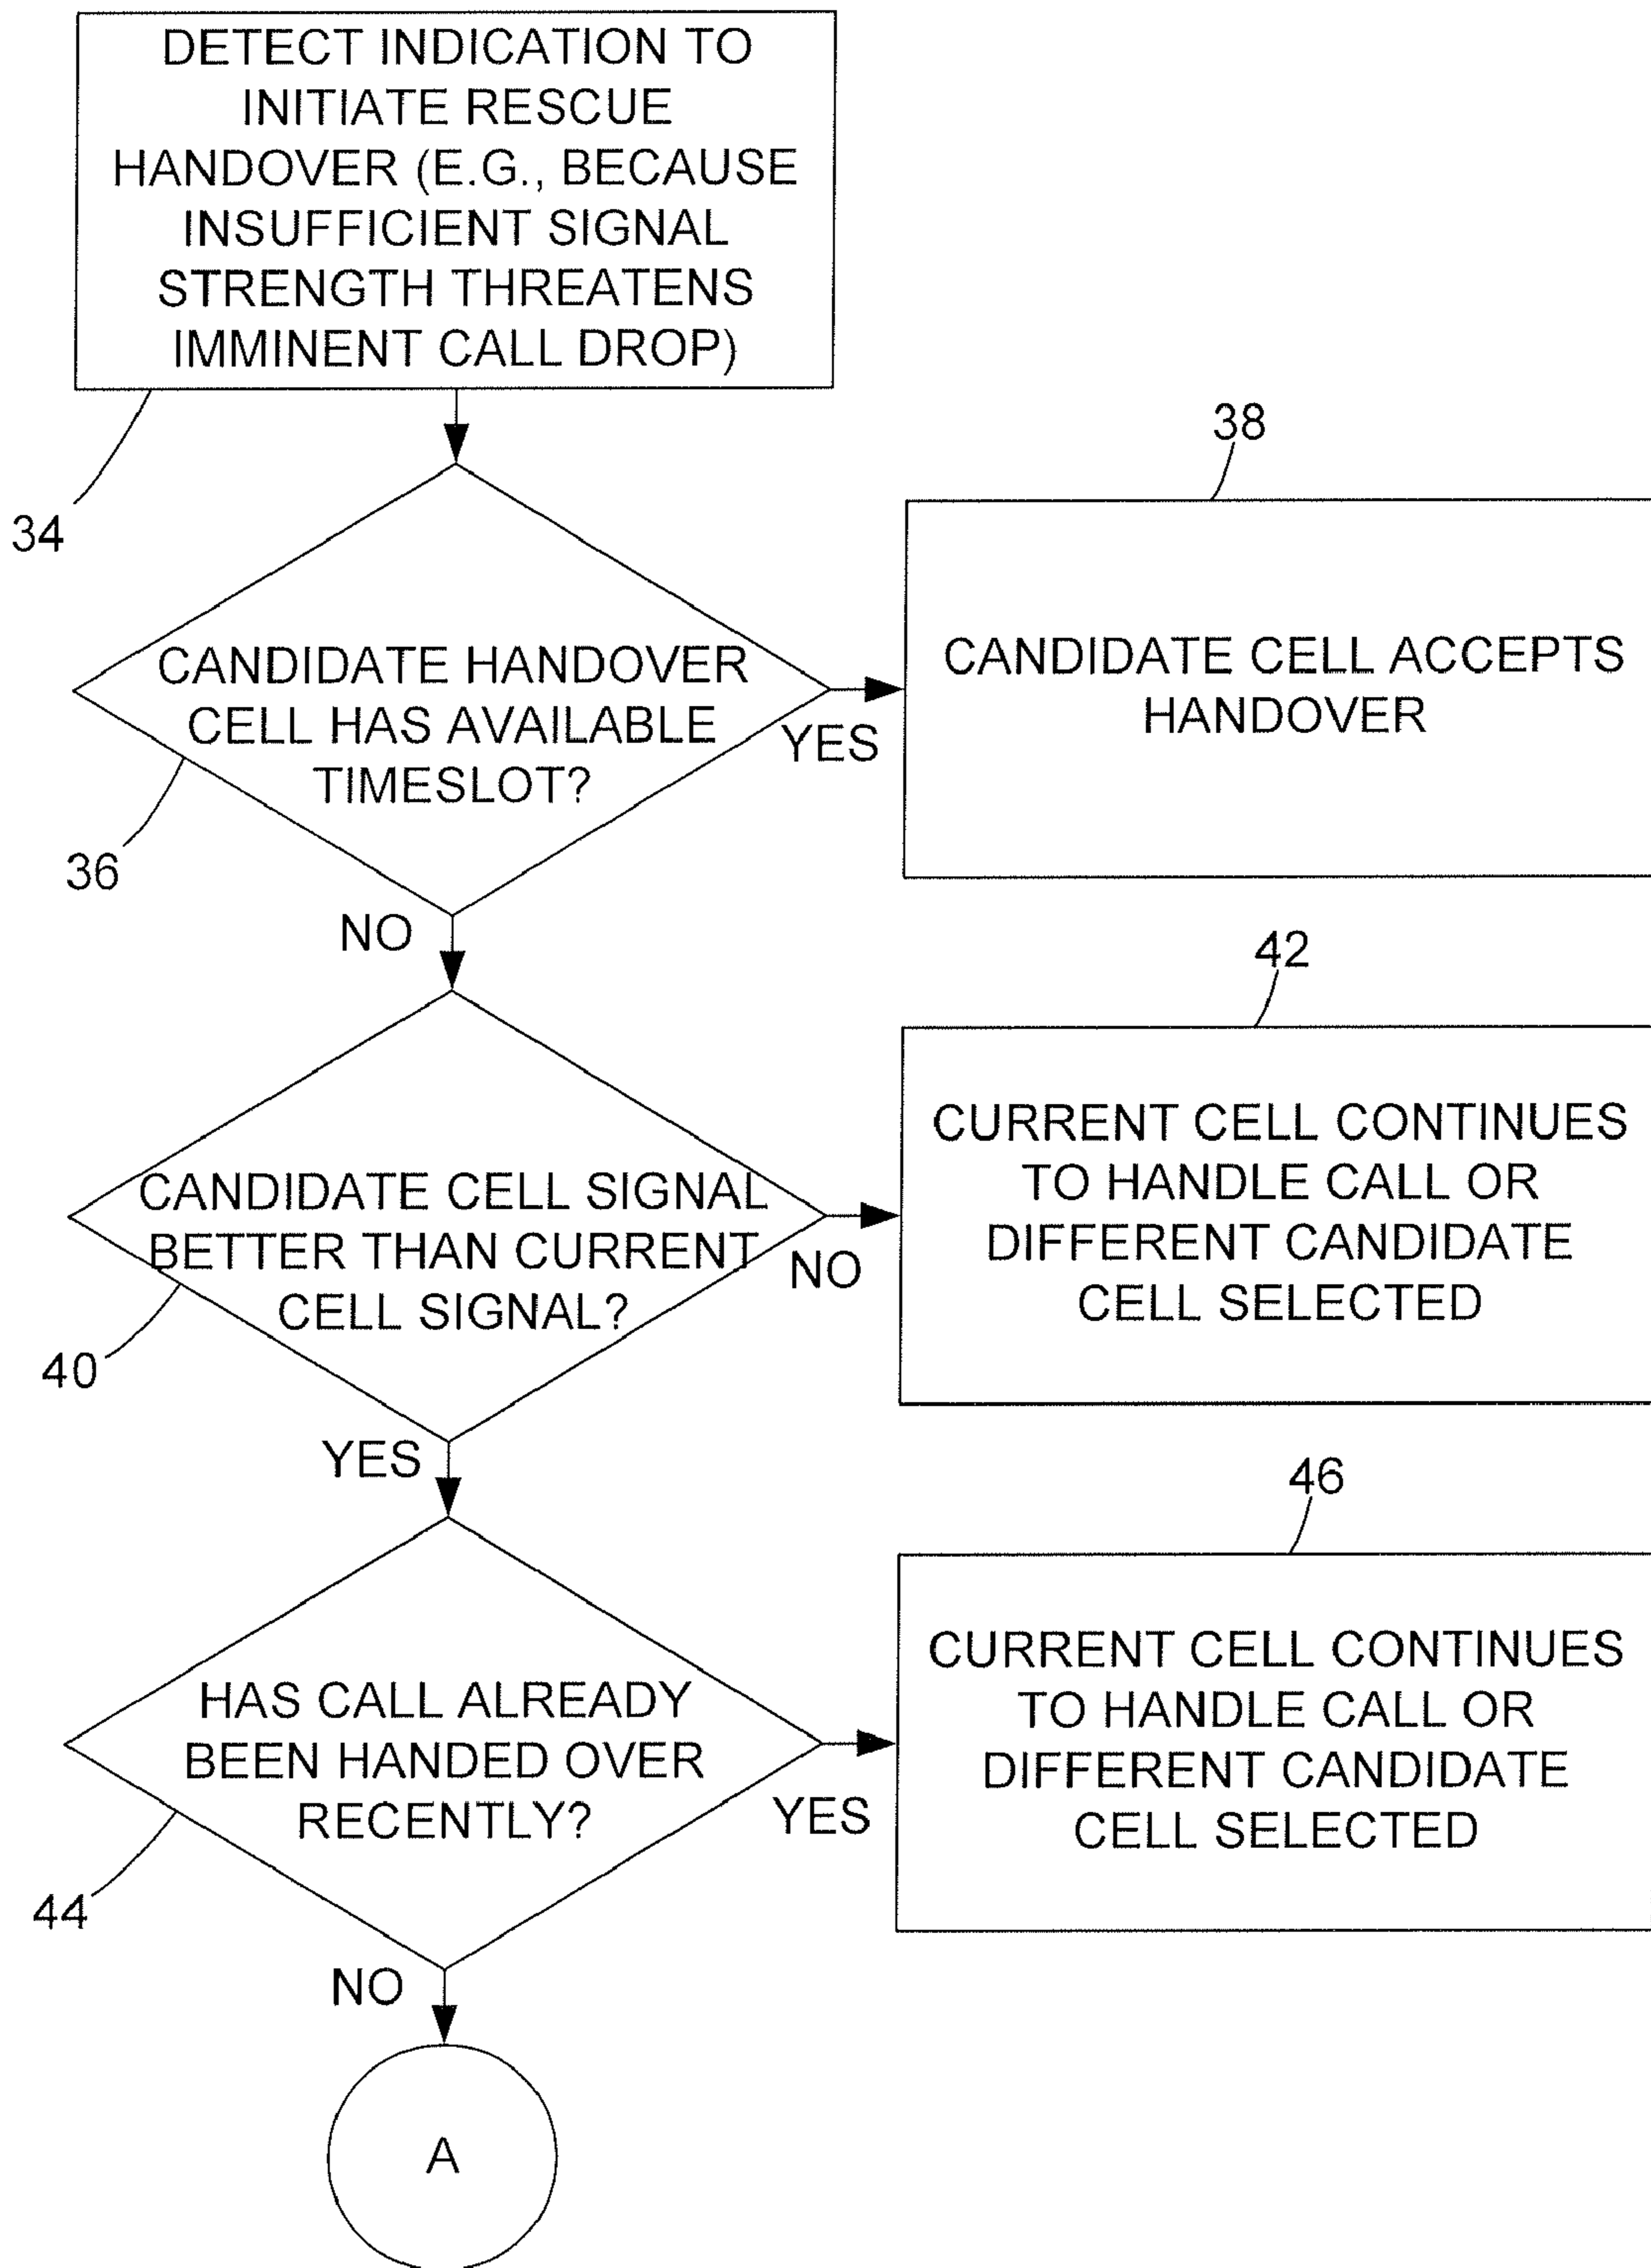 DETECT INDICATION TO
INITIATE RESCUE
HANDOVER (E.G., BECAUSE
INSUFFICIENT SIGNAL
STRENGTH THREATENS
IMMINENT CALL DROP)
34
38
CANDIDATE HANDOVER
CELL HAS AVAILABLE
TIMESLOT?
YES
CANDIDATE CELL ACCEPTS
HANDOVER
36
NO
42
CANDIDATE CELL SIGNAL
BETTER THAN CURRENT
CELL SIGNAL?
NO
CURRENT CELL CONTINUES
TO HANDLE CALL OR
DIFFERENT CANDIDATE
CELL SELECTED
40
YES
46
HAS CALL ALREADY
BEEN HANDED OVER
RECENTLY?
YES
CURRENT CELL CONTINUES
TO HANDLE CALL OR
DIFFERENT CANDIDATE
CELL SELECTED
44
NO
A